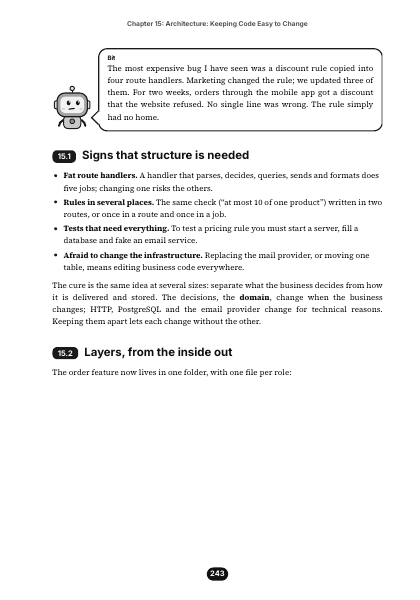 Chapter 15: Architecture: Keeping Code Easy to Change
Bit
The most expensive bug I have seen was a discount rule copied into
four route handlers. Marketing changed the rule; we updated three of
them. For two weeks, orders through the mobile app got a discount
that the website refused. No single line was wrong. The rule simply
had no home.
15.1 Signs that structure is needed
• Fat route handlers. A handler that parses, decides, queries, sends and formats does
five jobs; changing one risks the others.
• Rules in several places. The same check (“at most 10 of one product”) written in two
routes, or once in a route and once in a job.
• Tests that need everything. To test a pricing rule you must start a server, fill a
database and fake an email service.
• Afraid to change the infrastructure. Replacing the mail provider, or moving one
table, means editing business code everywhere.
The cure is the same idea at several sizes: separate what the business decides from how
it is delivered and stored. The decisions, the domain, change when the business
changes; HTTP, PostgreSQL and the email provider change for technical reasons.
Keeping them apart lets each change without the other.
15.2 Layers, from the inside out
The order feature now lives in one folder, with one file per role:
243